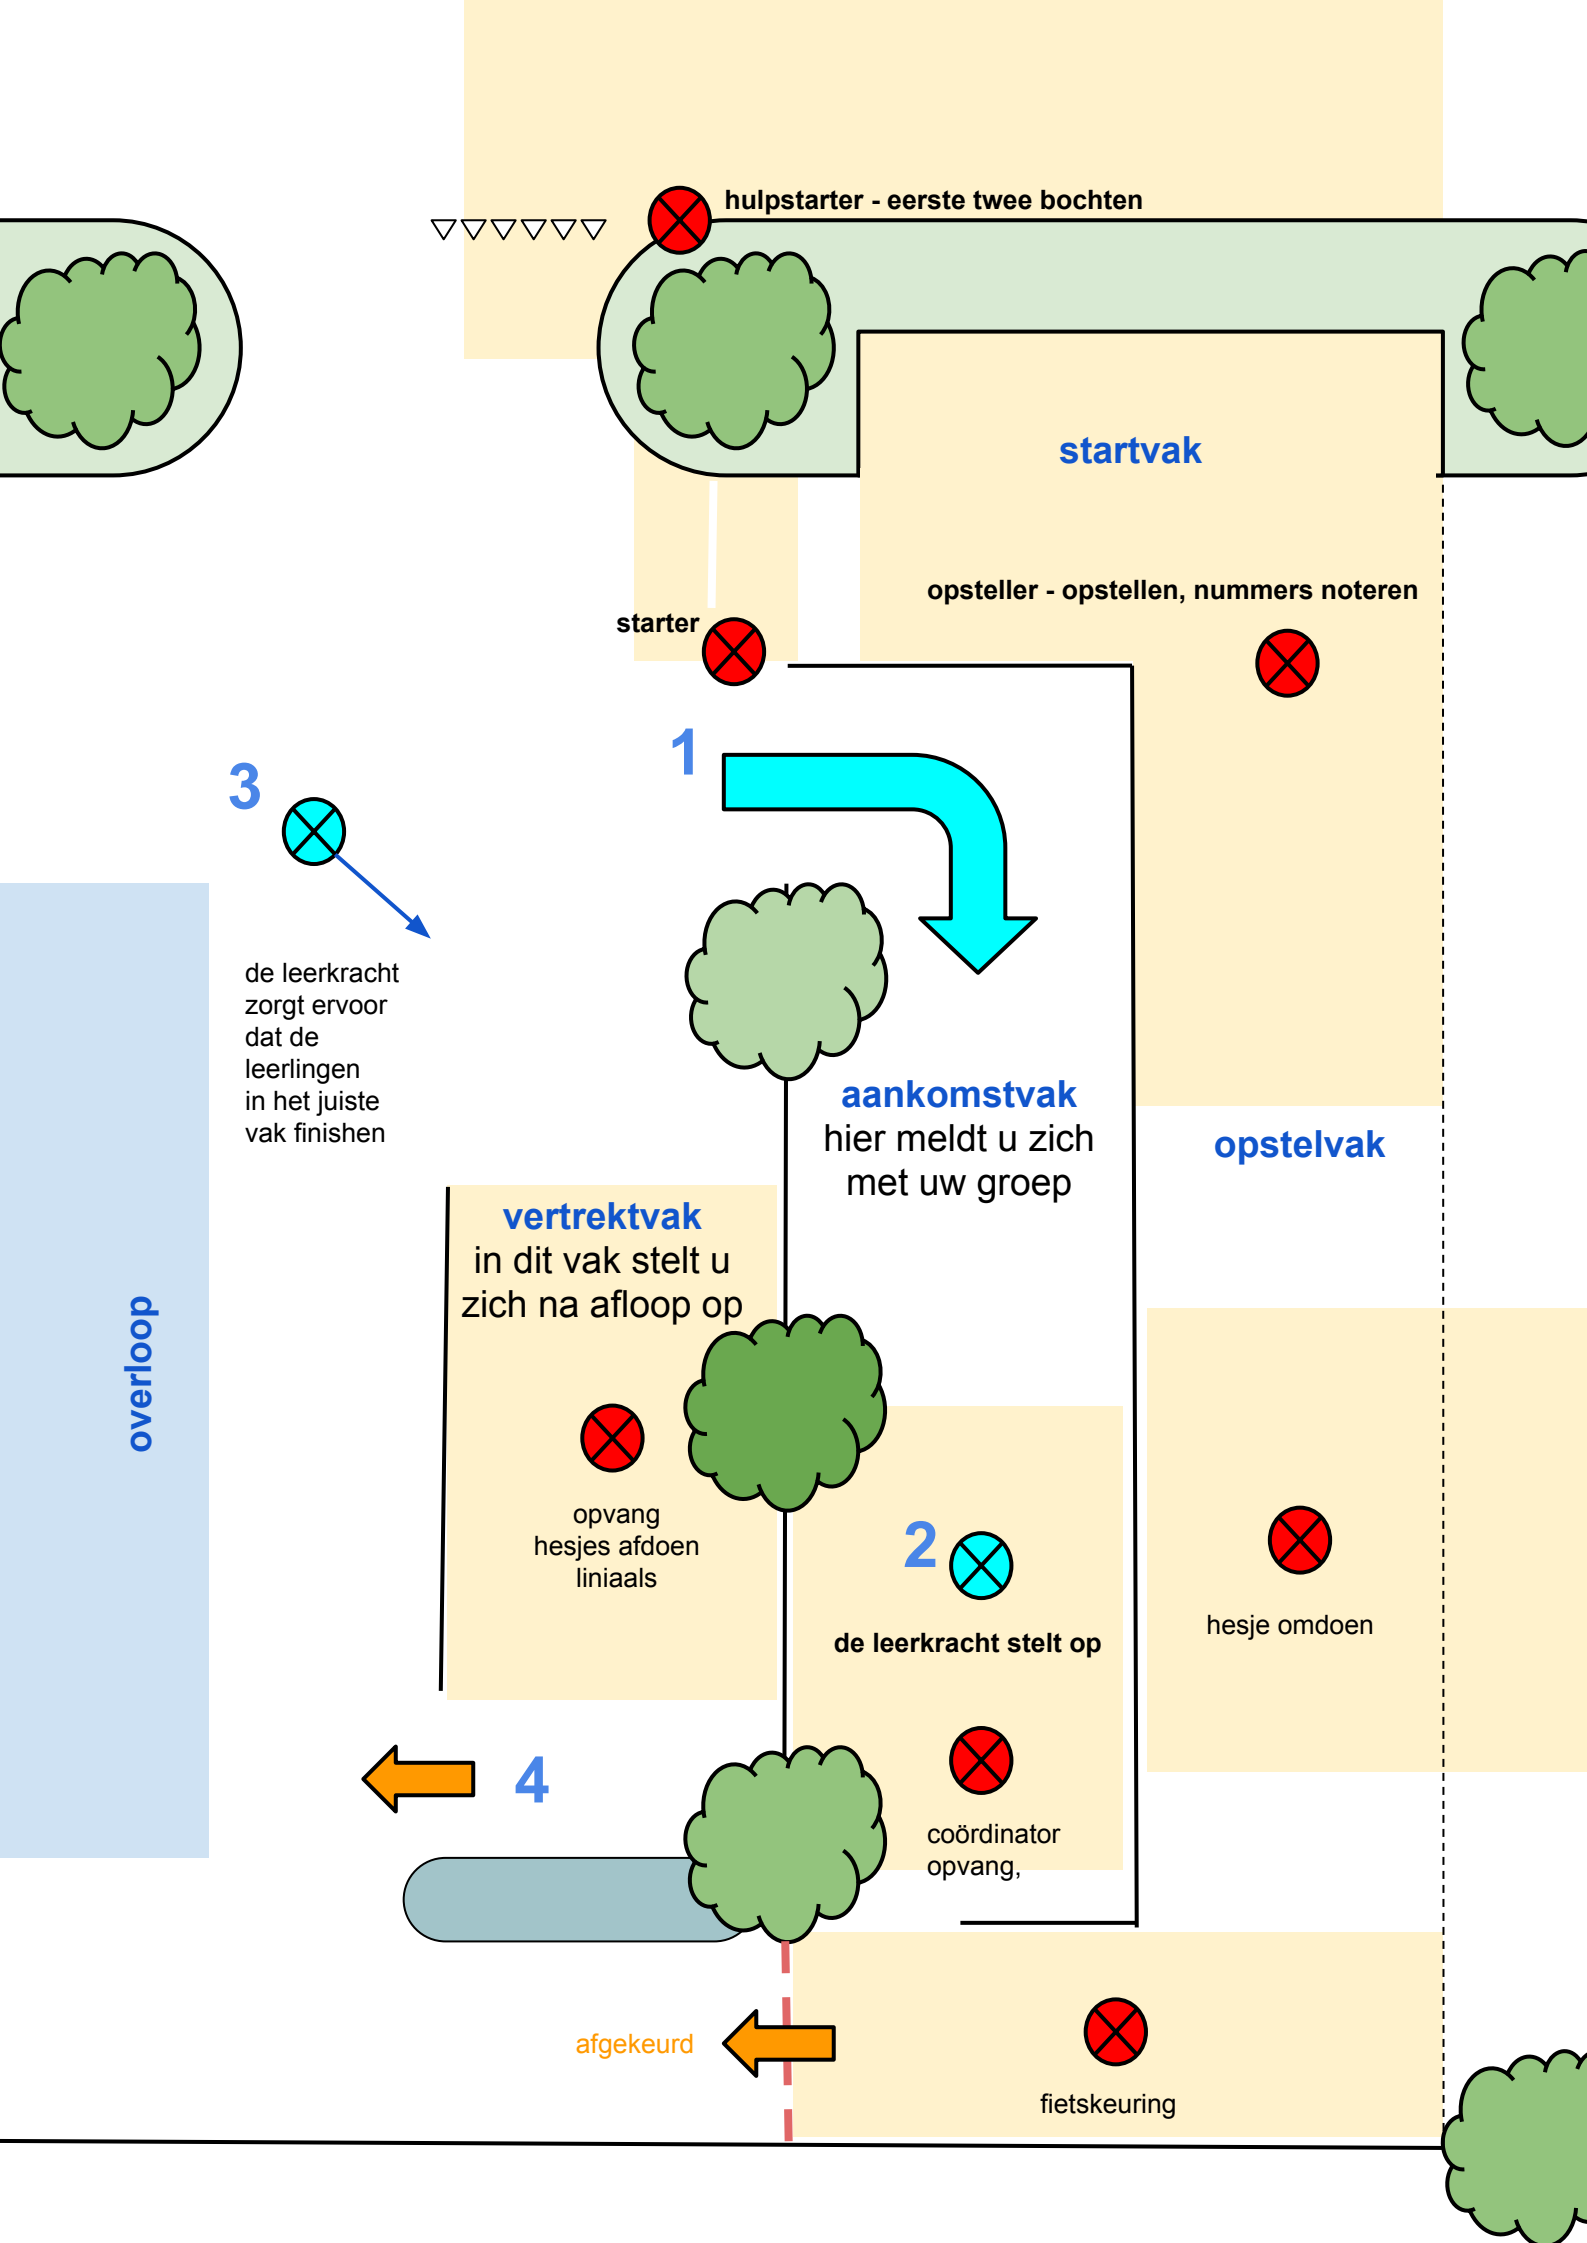 hulpstarter - eerste twee bochten
startvak
opsteller - opstellen, nummers noteren
starter
1
3
de leerkracht
zorgt ervoor
dat de
leerlingen
in het juiste
vak finishen
aankomstvak
hier meldt u zich
met uw groep
opstelvak
vertrektvak
in dit vak stelt u
zich na afloop op
overloop
opvang
hesjes afdoen
liniaals
2
de leerkracht stelt op
hesje omdoen
4
coördinator
opvang,
afgekeurd
fietskeuring